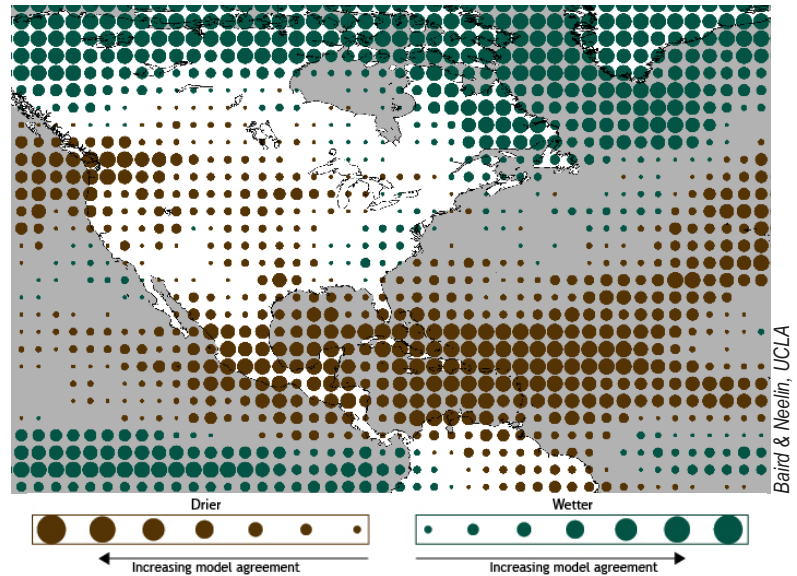 Baird & Neelin, UCLA
Drier
Wetter
Increasing model agreement
Increasing model agreement